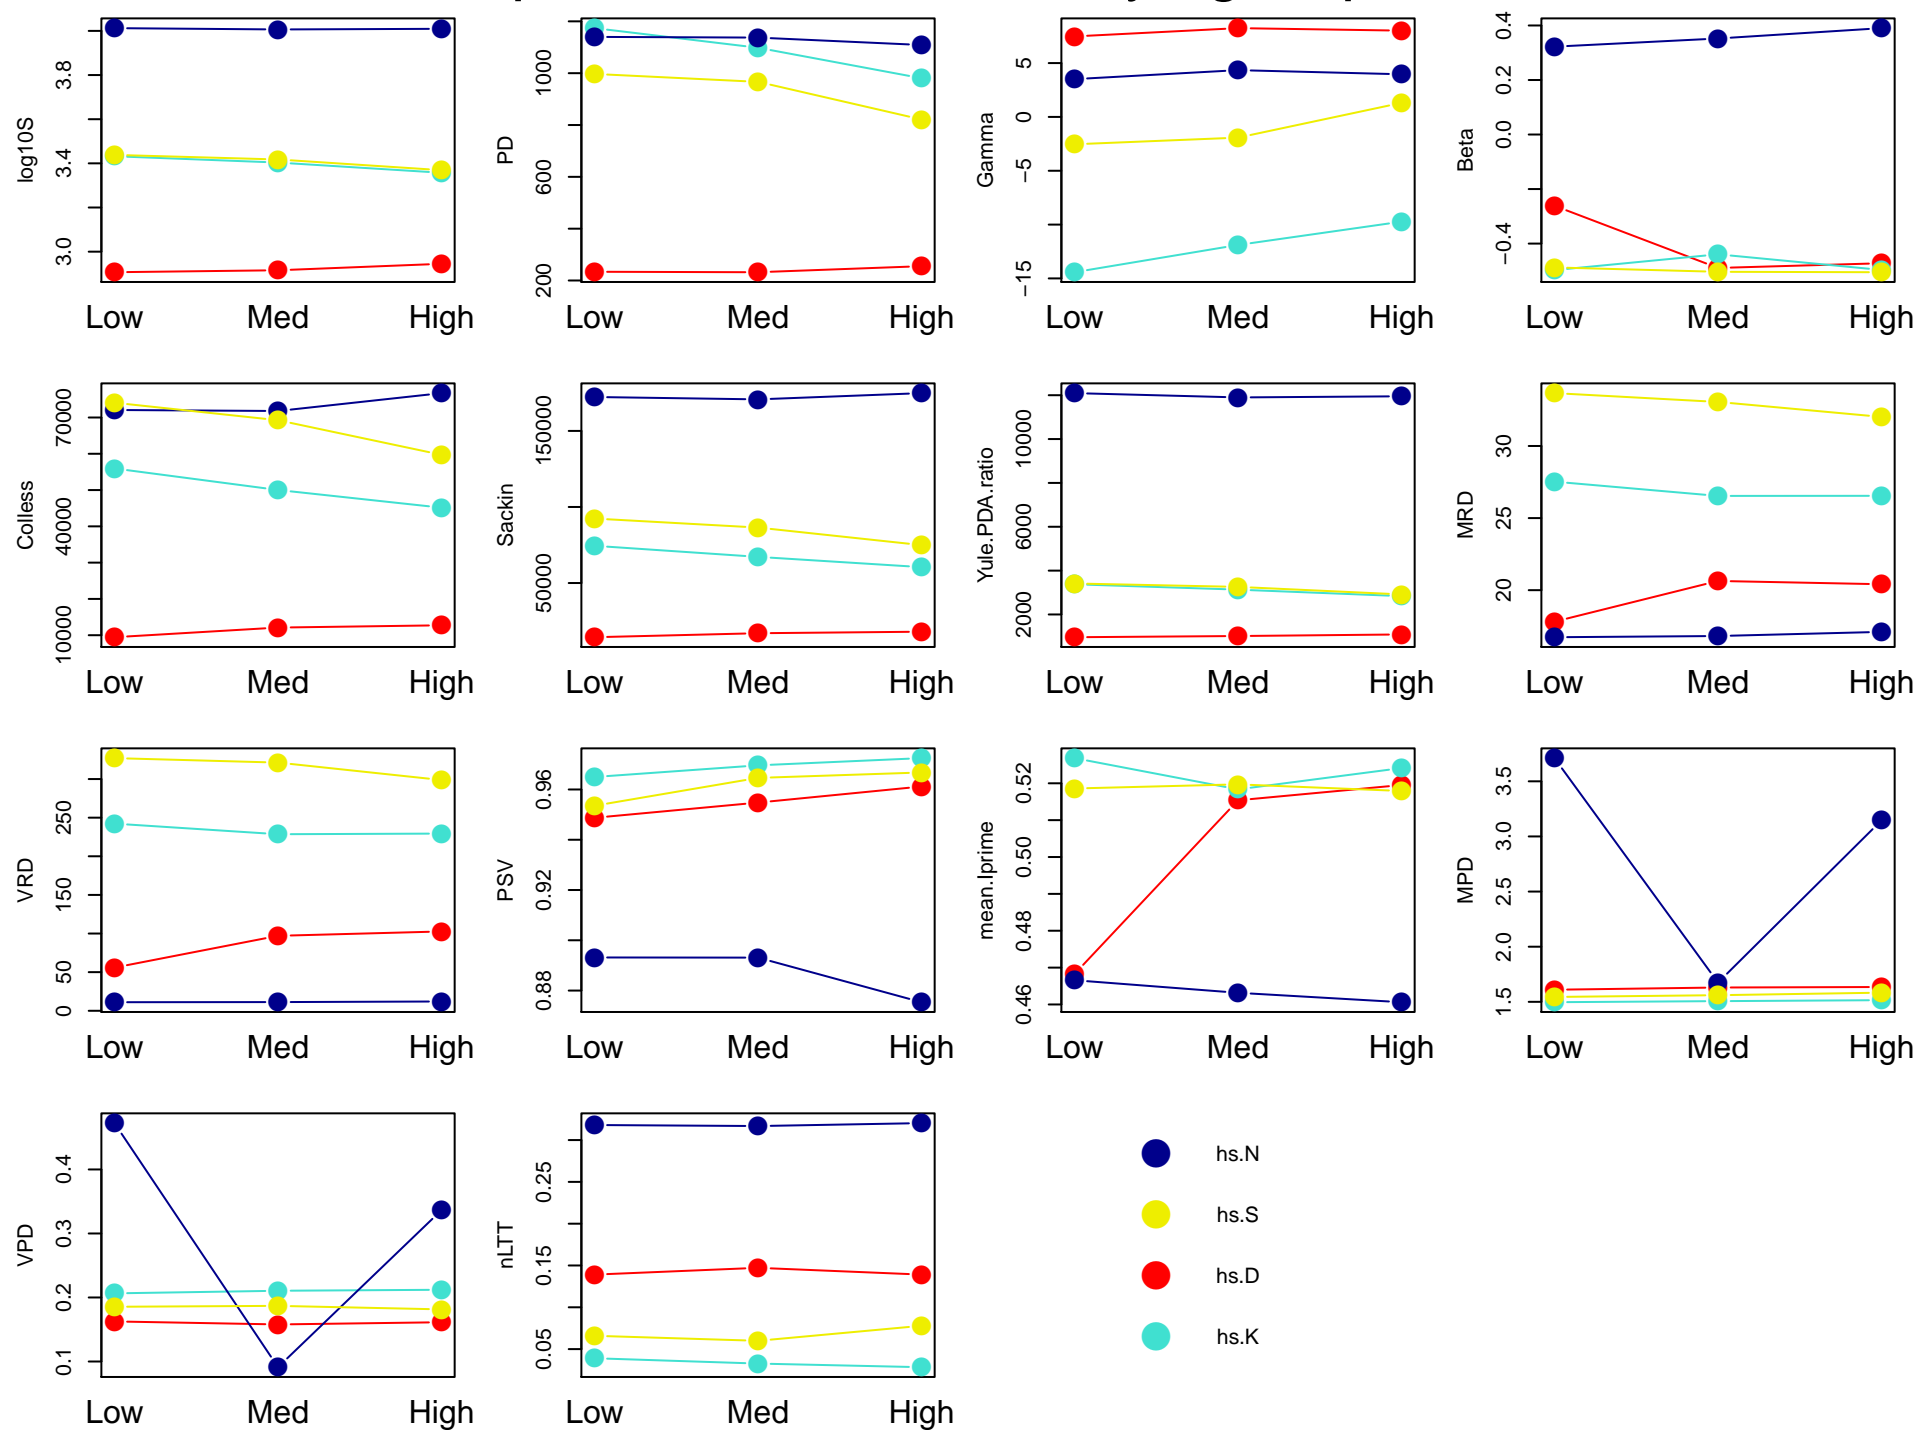 log10S
3.0 3.4 3.8
Low Med High
PD
200 600 1000
Low Med High
Gamma
−15 −5 0 5
Low Med High
Beta
−0.4 0.0 0.2 0.4
Low Med High
Colless
10000 40000 70000
Low Med High
Sackin
50000 150000
Low Med High
Yule.PDA.ratio
2000 6000 10000
Low Med High
MRD
20 25 30
Low Med High
VRD
0 50 150 250
Low Med High
PSV
0.88 0.92 0.96
Low Med High
mean.Iprime
0.46 0.48 0.50 0.52
Low Med High
MPD
1.5 2.0 2.5 3.0 3.5
Low Med High
VPD
0.1 0.2 0.3 0.4
Low Med High
nLTT
0.05 0.15 0.25
Low Med High
hs.N
hs.S
hs.D
hs.K